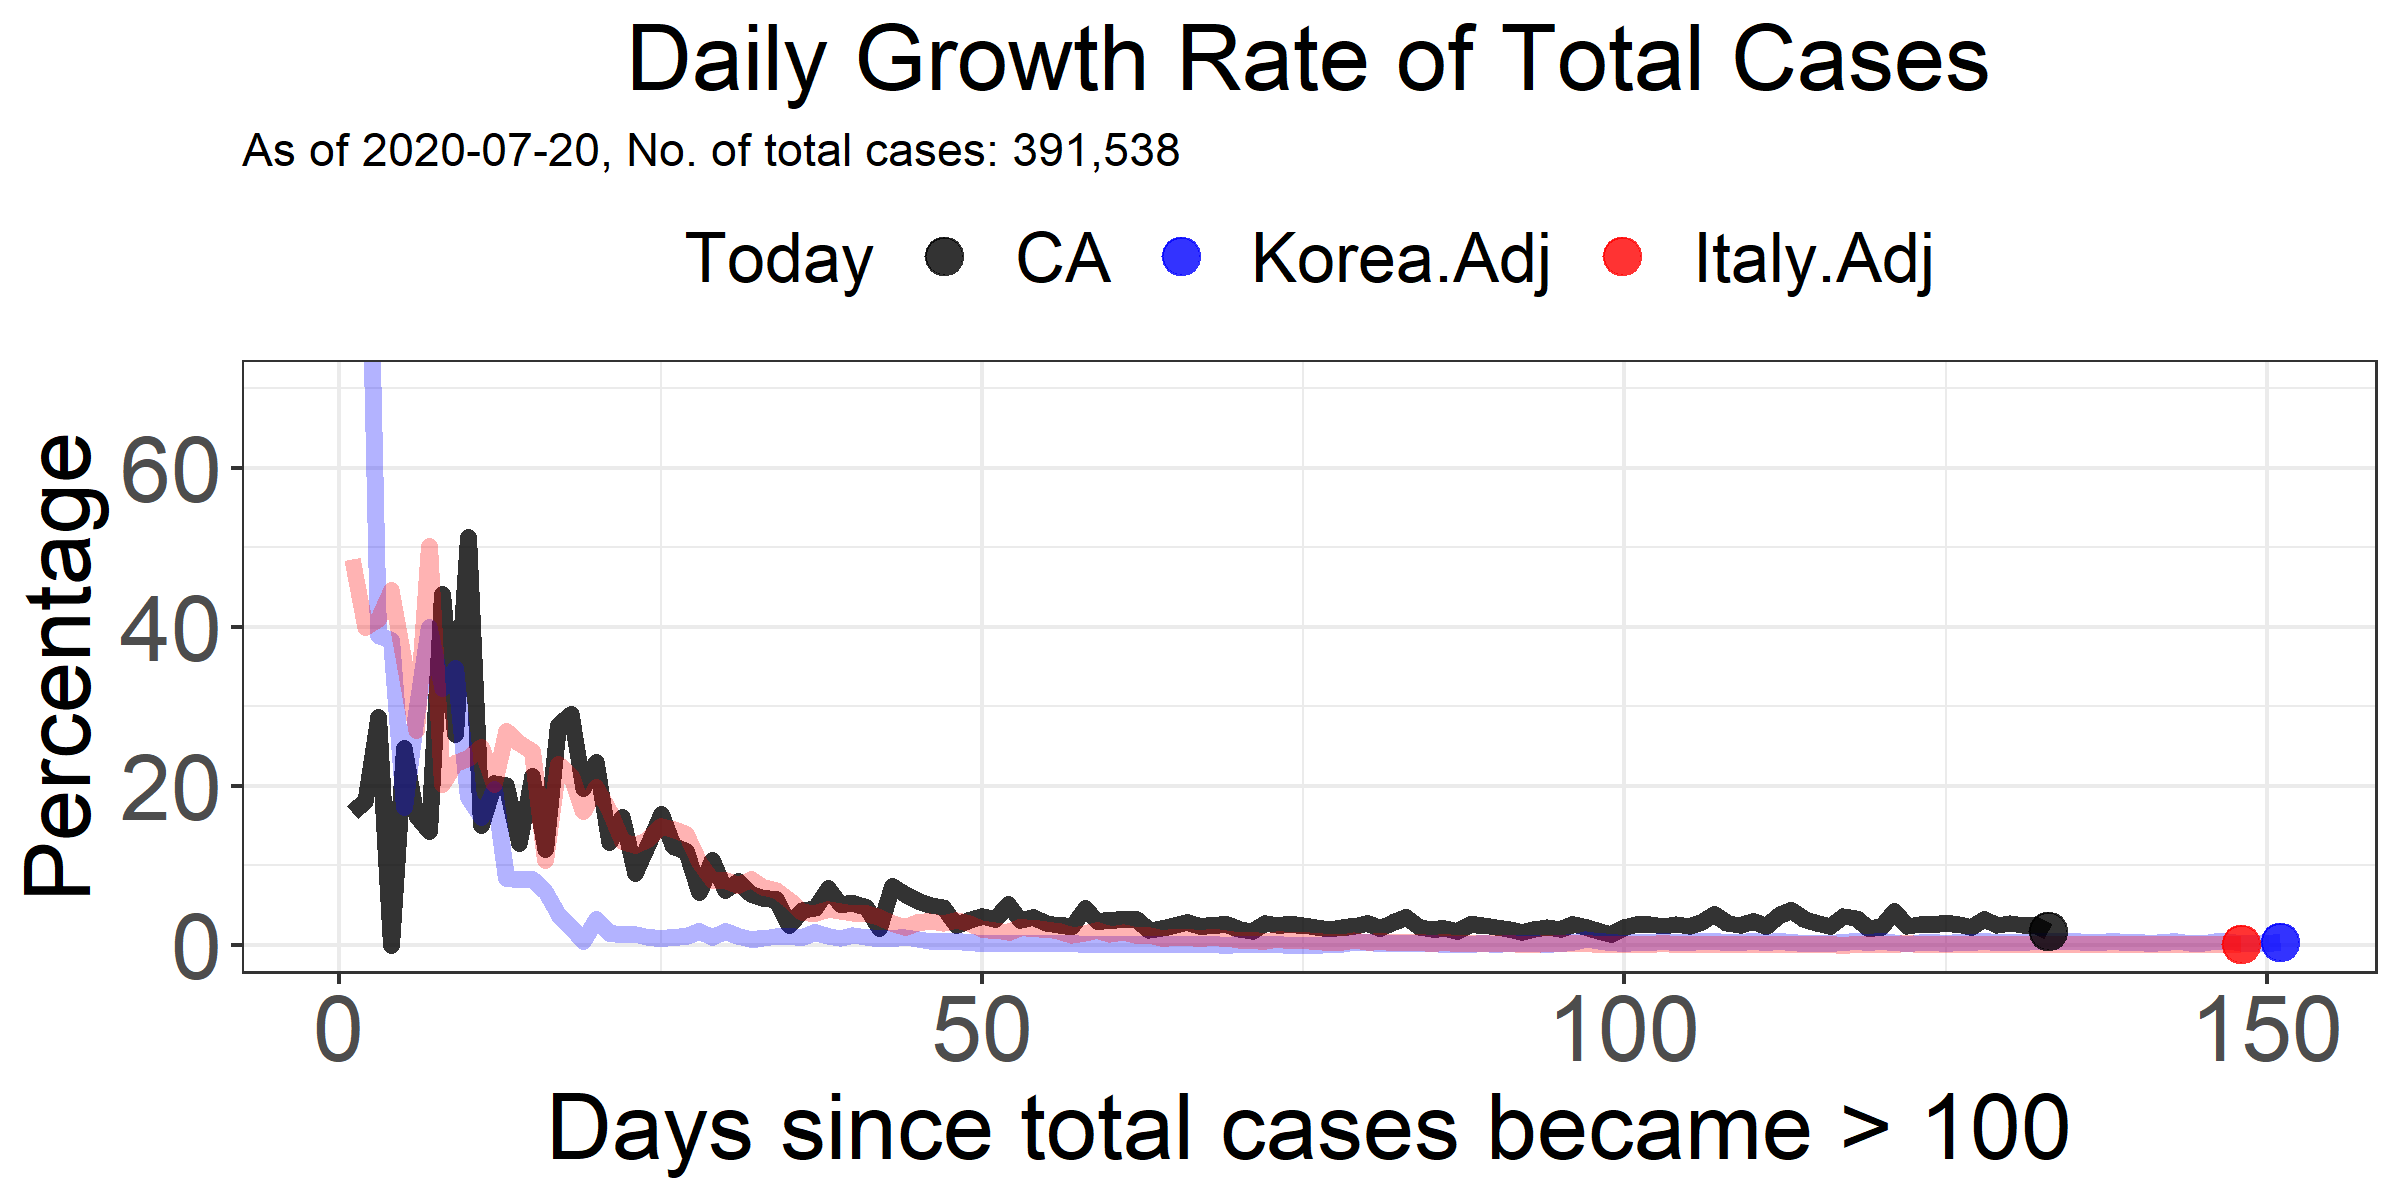 Daily Growth Rate of Total Cases
As of 2020-07-20, No. of total cases: 391,538
Today CA Korea.Adj Italy.Adj
Percentage
60
40
20
0
0 50 100 150
Days since total cases became > 100